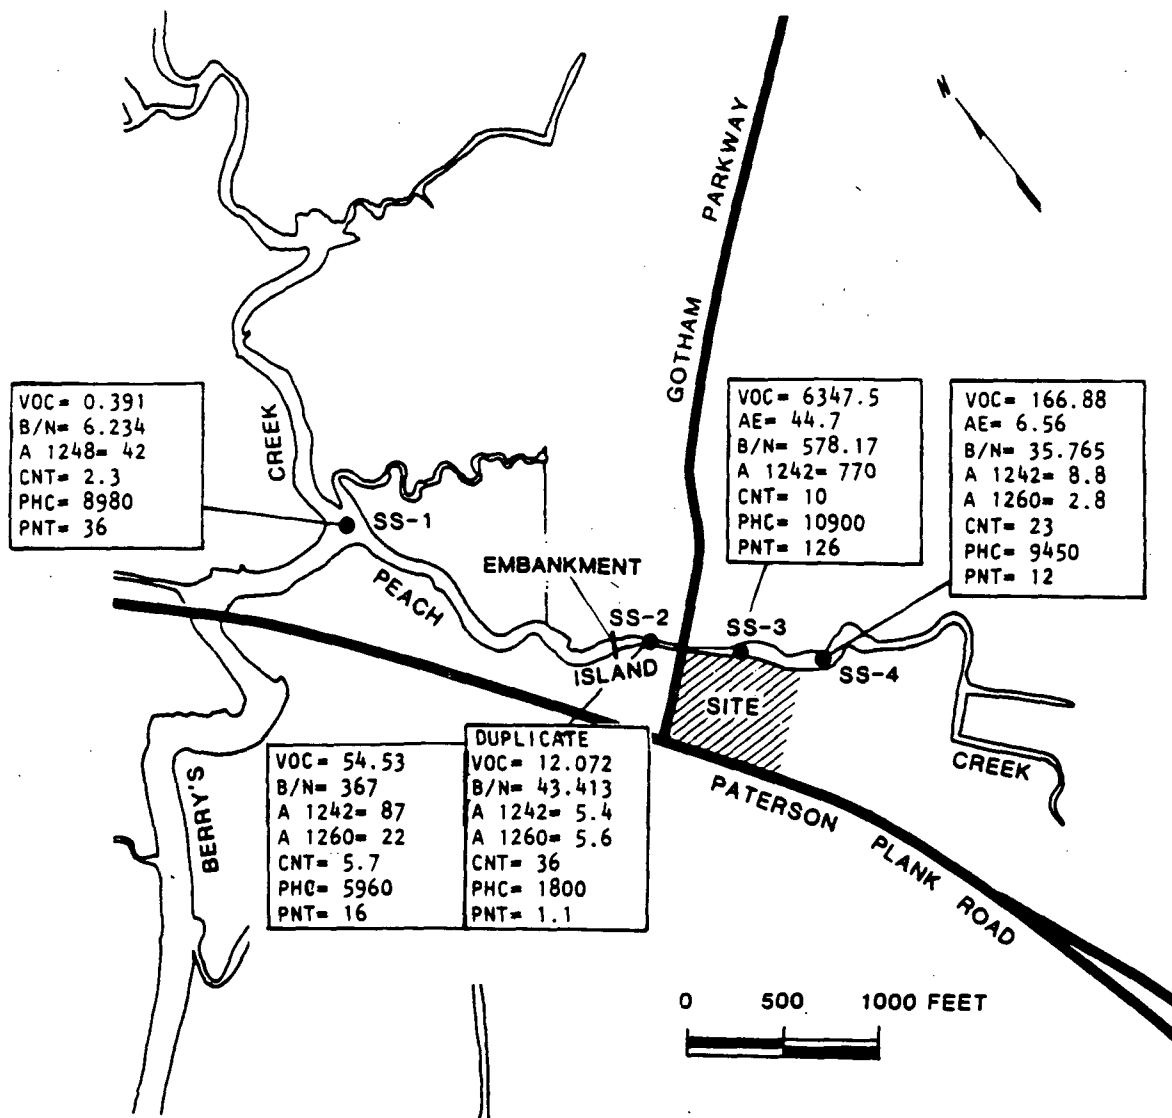 N
GOTHAM PARKWAY
VOC= 0.391
B/N= 6.234
A 1248= 42
CNT= 2.3
PHC= 8980
PNT= 36
CREEK
SS-1
VOC= 6347.5
AE= 44.7
B/N= 578.17
A 1242= 770
CNT= 10
PHC= 10900
PNT= 126
VOC= 166.88
AE= 6.56
B/N= 35.765
A 1242= 8.8
A 1260= 2.8
CNT= 23
PHC= 9450
PNT= 12
EMBANKMENT
PEACH
SS-2
SS-3
SS-4
ISLAND
SITE
CREEK
BERRY'S
VOC= 54.53
B/N= 367
A 1242= 87
A 1260= 22
CNT= 5.7
PHC= 5960
PNT= 16
DUPLICATE
VOC= 12.072
B/N= 43.413
A 1242= 5.4
A 1260= 5.6
CNT= 36
PHC= 1800
PNT= 1.1
PATERSON PLANK ROAD
0 500 1000 FEET